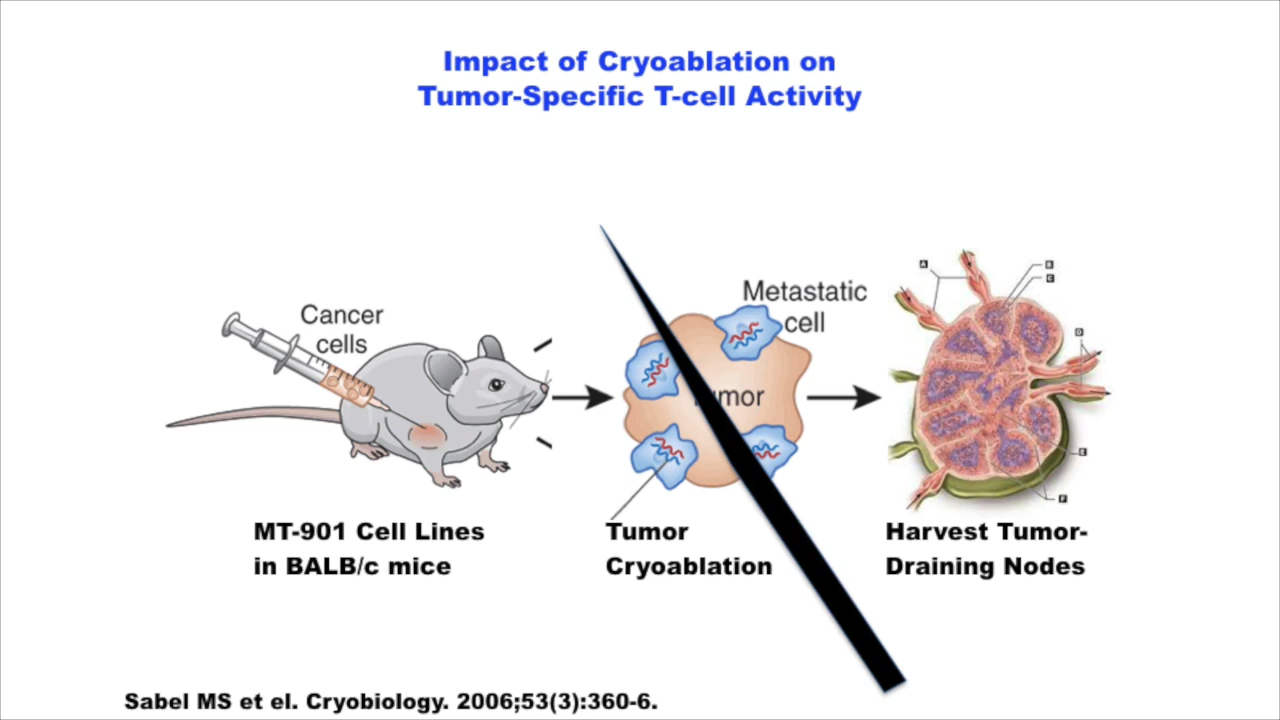 Impact of Cryoablation on
Tumor-Specific T-cell Activity
Cancer
cells
Metastatic
cell
A
B
C
D
E
F
MT-901 Cell Lines
in BALB/c mice
Tumor
Cryoablation
Harvest Tumor-
Draining Nodes
Sabel MS et el. Cryobiology. 2006;53(3):360-6.